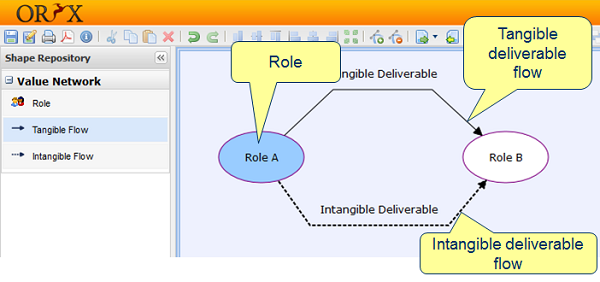 ORYX
Shape Repository
Value Network
Role
Tangible Flow
Intangible Flow
Role
Tangible
deliverable
flow
ngible Deliverable
Role A
Role B
Intangible Deliverable
Intangible deliverable
flow